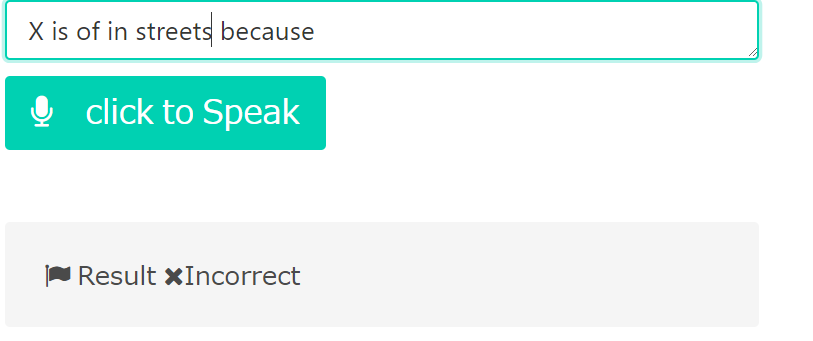 X is of in streets because
click to Speak
Result ✖Incorrect